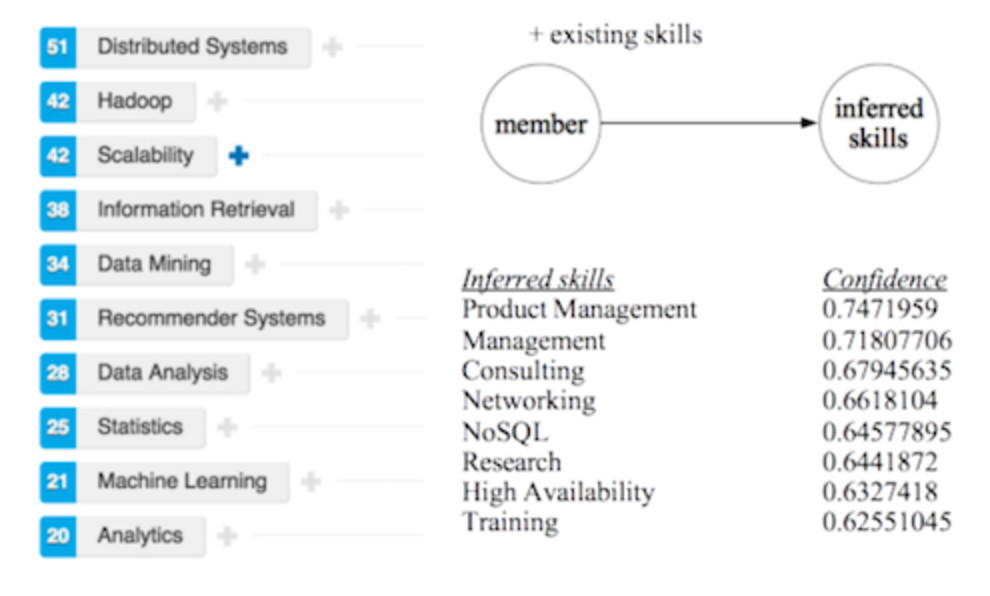 51 Distributed Systems +
42 Hadoop +
42 Scalability +
38 Information Retrieval +
34 Data Mining +
31 Recommender Systems +
28 Data Analysis +
25 Statistics +
21 Machine Learning +
20 Analytics +
+ existing skills
member
inferred
skills
Inferred skills Confidence
Product Management 0.7471959
Management 0.71807706
Consulting 0.67945635
Networking 0.6618104
NoSQL 0.64577895
Research 0.6441872
High Availability 0.6327418
Training 0.62551045